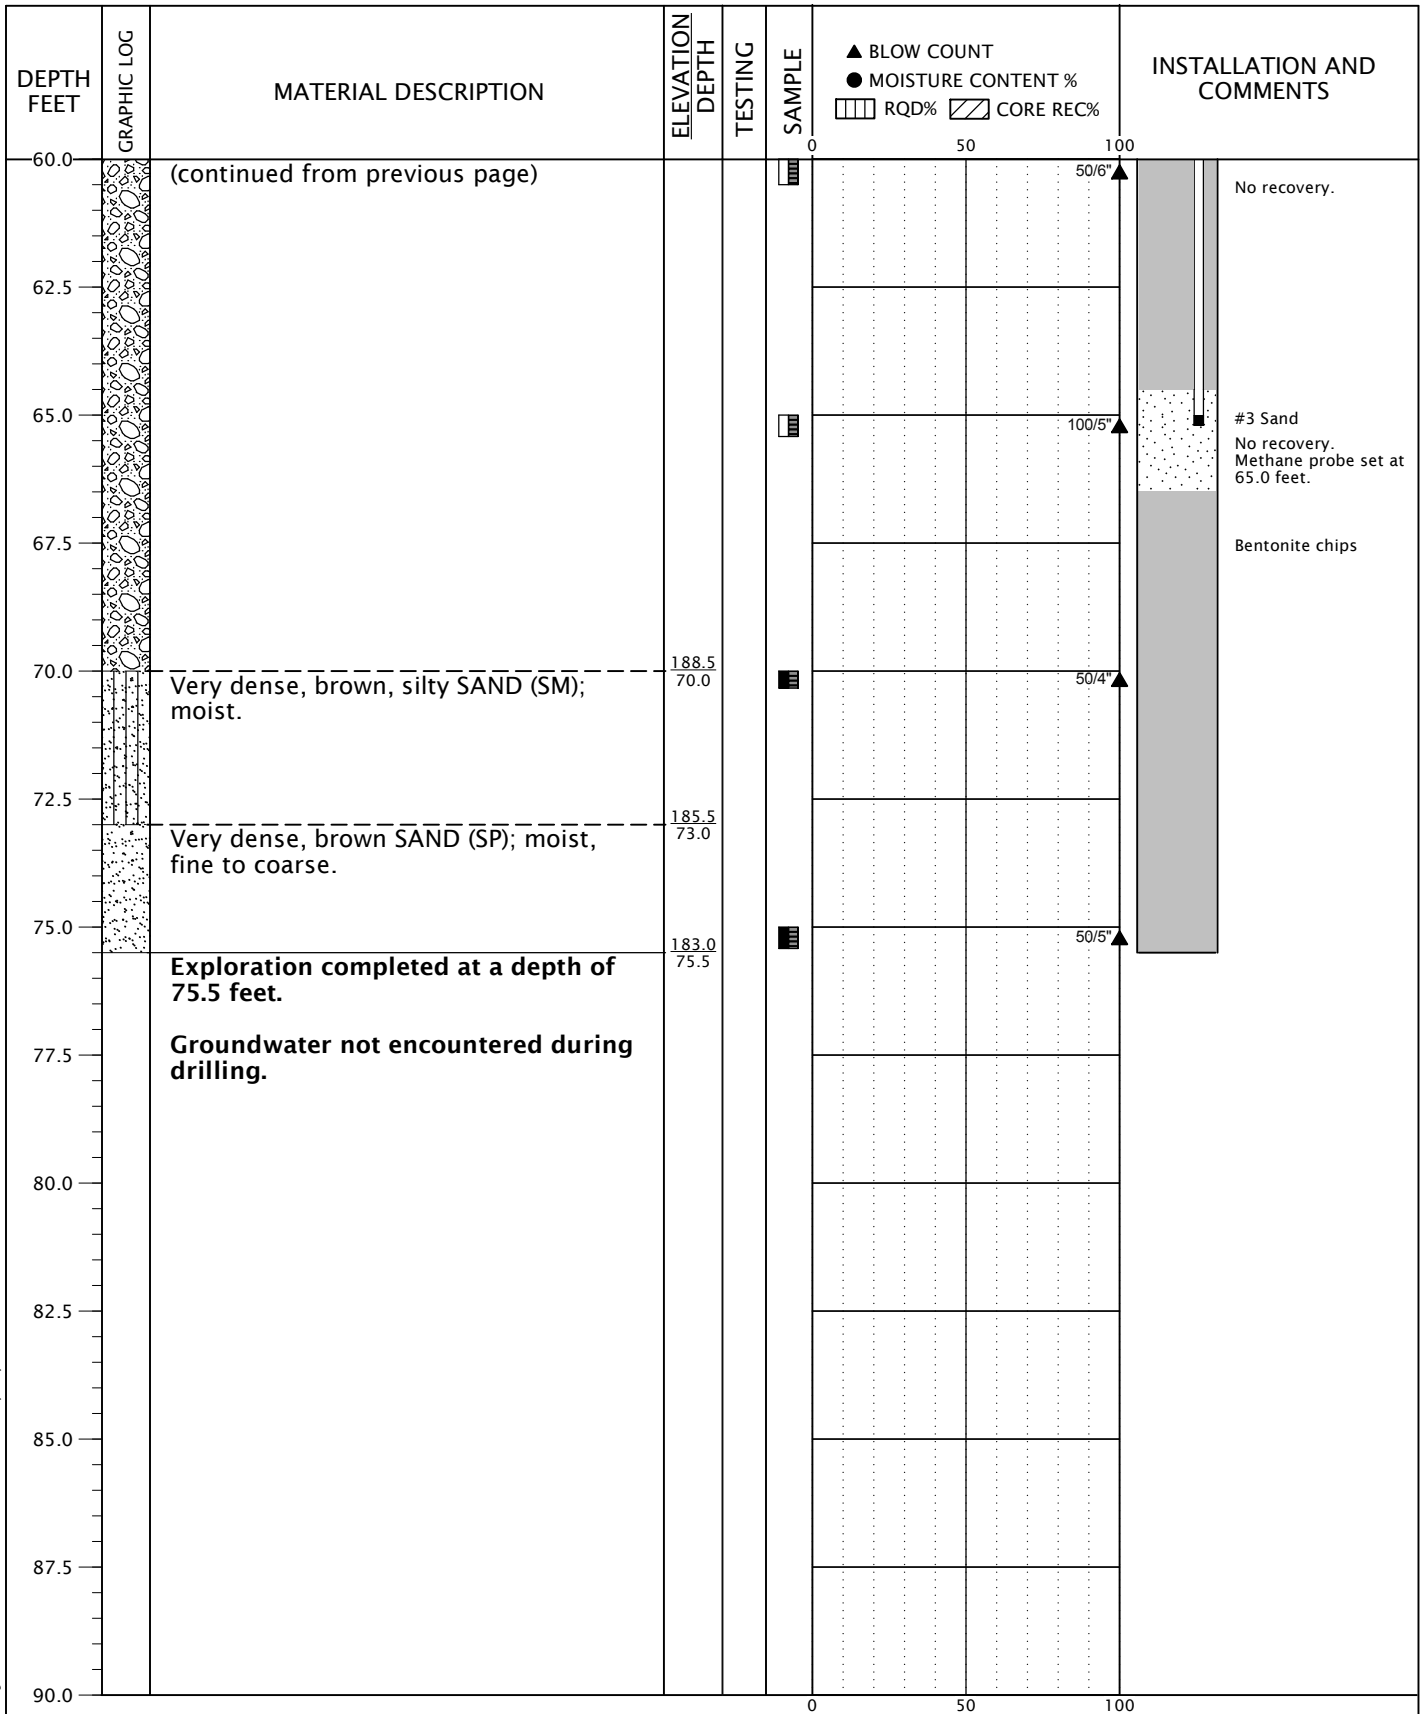 DEPTH
FEET
GRAPHIC LOG
MATERIAL DESCRIPTION
ELEVATION
DEPTH
TESTING
SAMPLE
▲ BLOW COUNT
● MOISTURE CONTENT %
RQD% CORE REC%
INSTALLATION AND
COMMENTS
0 50 100
60.0
(continued from previous page)
50/6"
No recovery.
62.5
65.0
100/5"
#3 Sand
No recovery.
Methane probe set at
65.0 feet.
67.5
Bentonite chips
70.0
188.5
70.0
Very dense, brown, silty SAND (SM);
moist.
50/4"
72.5
185.5
73.0
Very dense, brown SAND (SP); moist,
fine to coarse.
75.0
50/5"
183.0
75.5
Exploration completed at a depth of
75.5 feet.
Groundwater not encountered during
drilling.
77.5
80.0
82.5
85.0
87.5
90.0
0 50 100